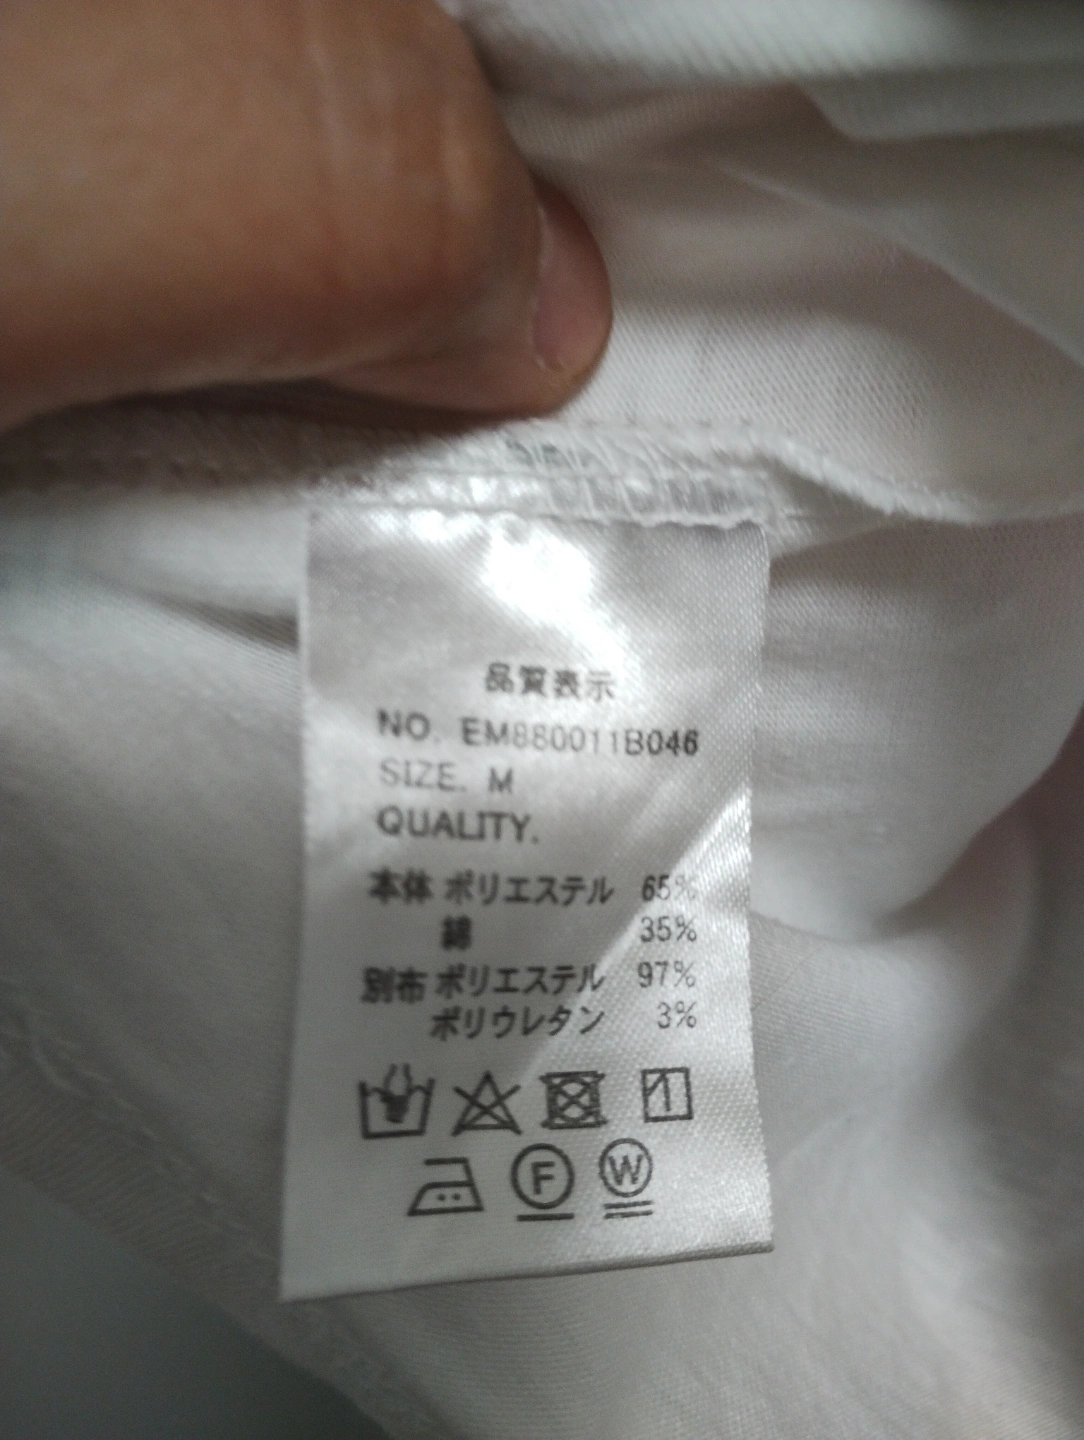 品質表示
NO. EM880011B046
SIZE. M
QUALITY.
本体 ポリエステル 65%
綿 35%
別布 ポリエステル 97%
ポリウレタン 3%
F W